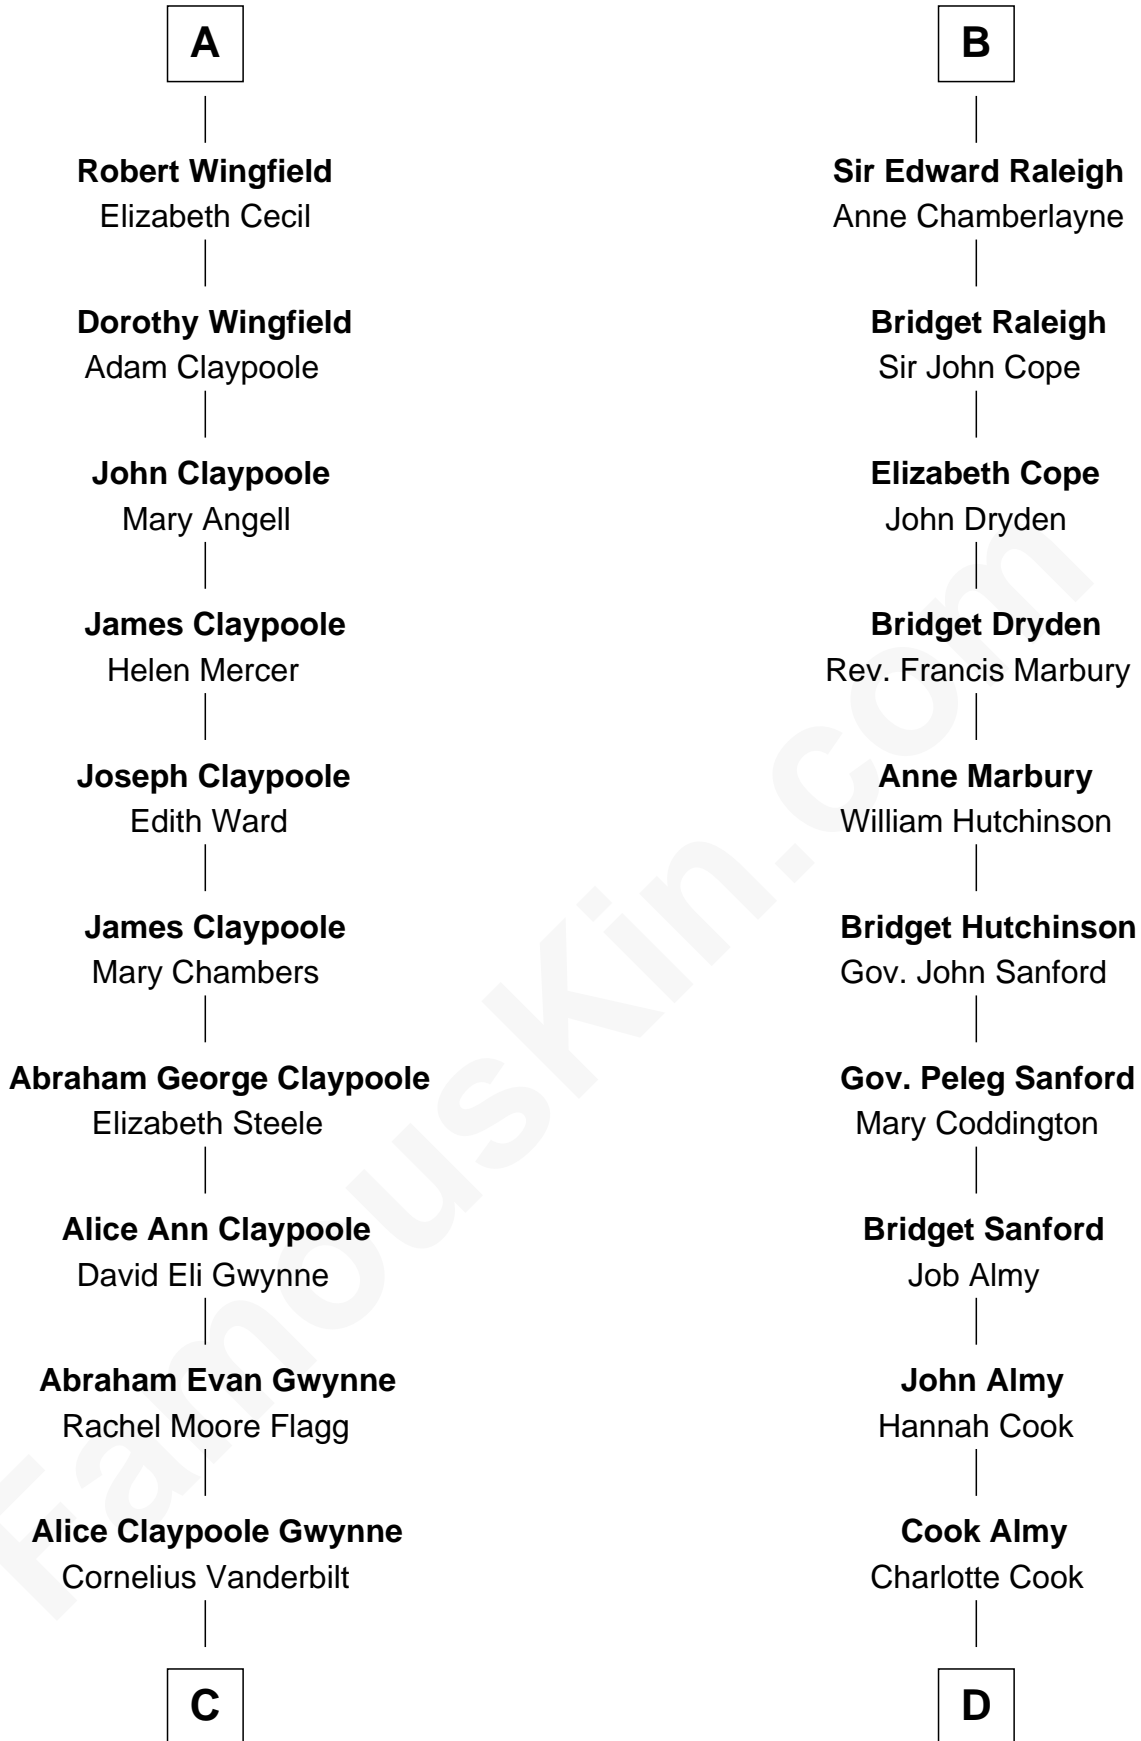 A
Robert Wingfield
Elizabeth Cecil
Dorothy Wingfield
Adam Claypoole
John Claypoole
Mary Angell
James Claypoole
Helen Mercer
Joseph Claypoole
Edith Ward
James Claypoole
Mary Chambers
Abraham George Claypoole
Elizabeth Steele
Alice Ann Claypoole
David Eli Gwynne
Abraham Evan Gwynne
Rachel Moore Flagg
Alice Claypoole Gwynne
Cornelius Vanderbilt
C
B
Sir Edward Raleigh
Anne Chamberlayne
Bridget Raleigh
Sir John Cope
Elizabeth Cope
John Dryden
Bridget Dryden
Rev. Francis Marbury
Anne Marbury
William Hutchinson
Bridget Hutchinson
Gov. John Sanford
Gov. Peleg Sanford
Mary Coddington
Bridget Sanford
Job Almy
John Almy
Hannah Cook
Cook Almy
Charlotte Cook
D
FamousKin.com